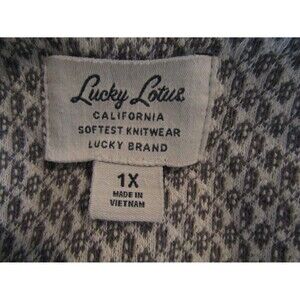 Lucky Lotus
CALIFORNIA
SOFTEST KNITWEAR
LUCKY BRAND
1X
MADE IN
VIETNAM